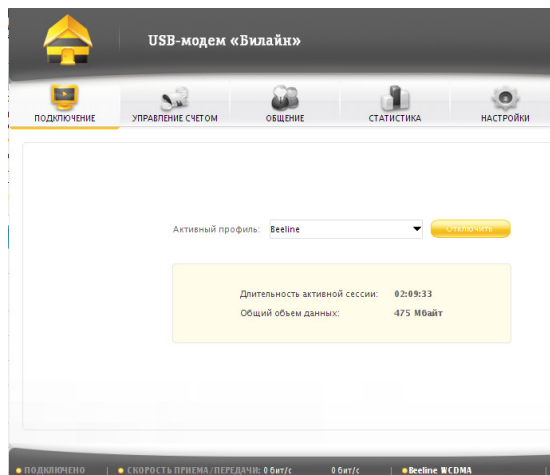 USB-модем «Билайн»
ПОДКЛЮЧЕНИЕ УПРАВЛЕНИЕ СЧЕТОМ ОБЩЕНИЕ СТАТИСТИКА НАСТРОЙКИ
Активный профиль: Beeline Отключить
Длительность активной сессии: 02:09:33
Общий объем данных: 475 Мбайт
ПОДКЛЮЧЕНО | СКОРОСТЬ ПРИЕМА/ПЕРЕДАЧИ: 0 бит/с 0 бит/с | Beeline WCDMA